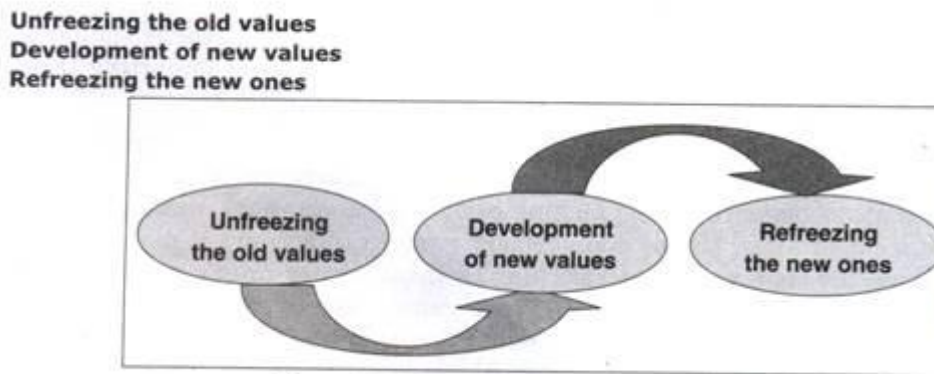 Unfreezing the old values
Development of new values
Refreezing the new ones
Unfreezing
the old values
Development
of new values
Refreezing
the new ones